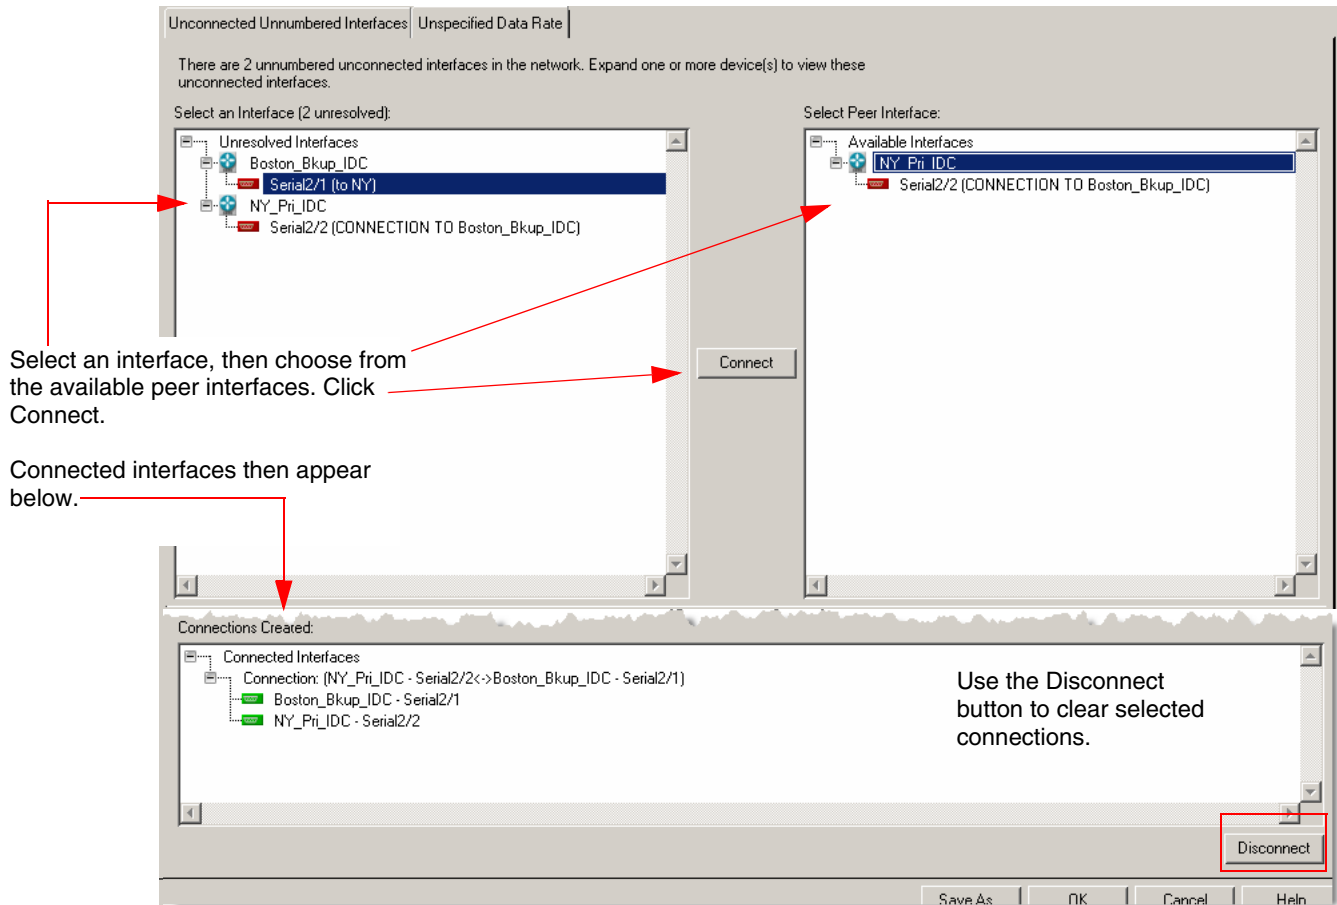 Unconnected Unnumbered Interfaces Unspecified Data Rate
There are 2 unnumbered unconnected interfaces in the network. Expand one or more device(s) to view these
unconnected interfaces.
Select an Interface (2 unresolved):
Unresolved Interfaces
Boston_Bkup_IDC
Serial2/1 (to NY)
NY_Pri_IDC
Serial2/2 (CONNECTION TO Boston_Bkup_IDC)
Select Peer Interface:
Available Interfaces
NY_Pri_IDC
Serial2/2 (CONNECTION TO Boston_Bkup_IDC)
Select an interface, then choose from
the available peer interfaces. Click
Connect.
Connect
Connected interfaces then appear
below.
Connections Created:
Connected Interfaces
Connection: (NY_Pri_IDC - Serial2/2<->Boston_Bkup_IDC - Serial2/1)
Boston_Bkup_IDC - Serial2/1
NY_Pri_IDC - Serial2/2
Use the Disconnect
button to clear selected
connections.
Disconnect
Save As OK Cancel Help